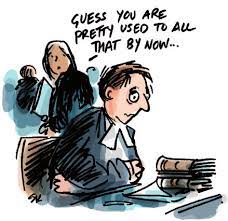 GUESS YOU ARE
PRETTY USED TO ALL
THAT BY NOW...